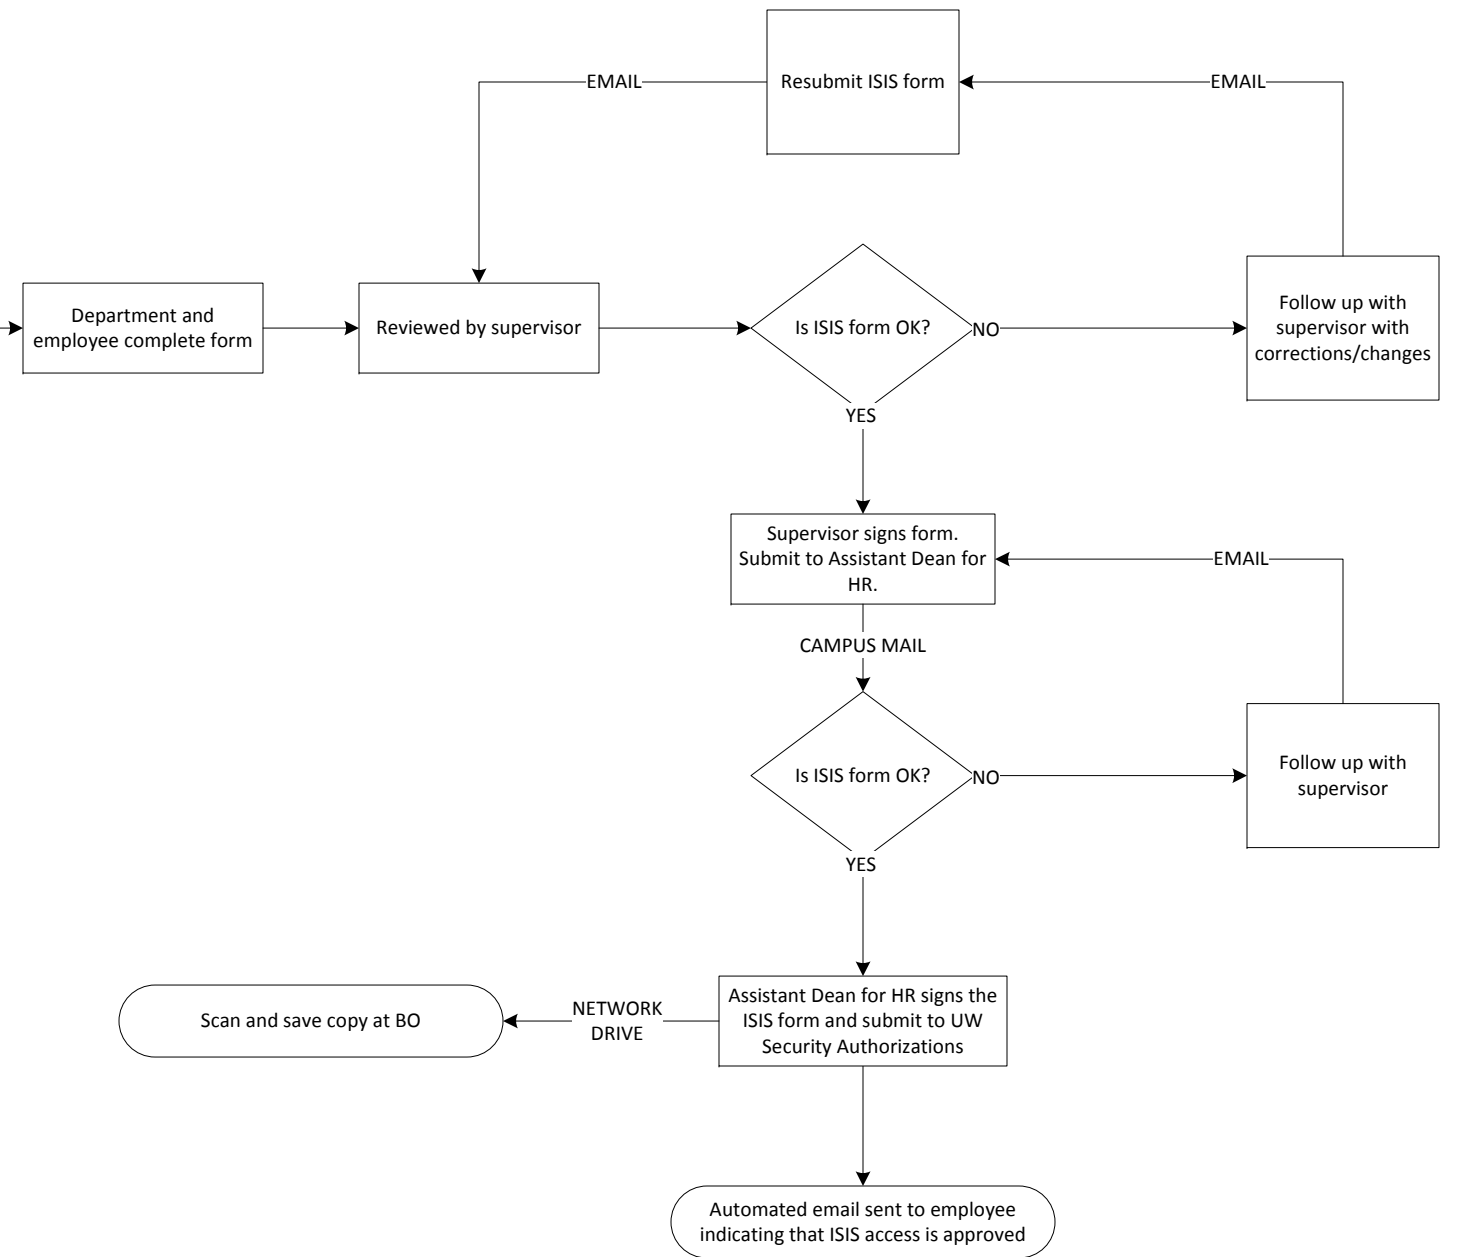 EMAIL
Resubmit ISIS form
EMAIL
Department and
employee complete form
Reviewed by supervisor
Is ISIS form OK?
NO
Follow up with
supervisor with
corrections/changes
YES
Supervisor signs form.
Submit to Assistant Dean for
HR.
EMAIL
CAMPUS MAIL
Is ISIS form OK?
NO
Follow up with
supervisor
YES
Scan and save copy at BO
NETWORK
DRIVE
Assistant Dean for HR signs the
ISIS form and submit to UW
Security Authorizations
Automated email sent to employee
indicating that ISIS access is approved